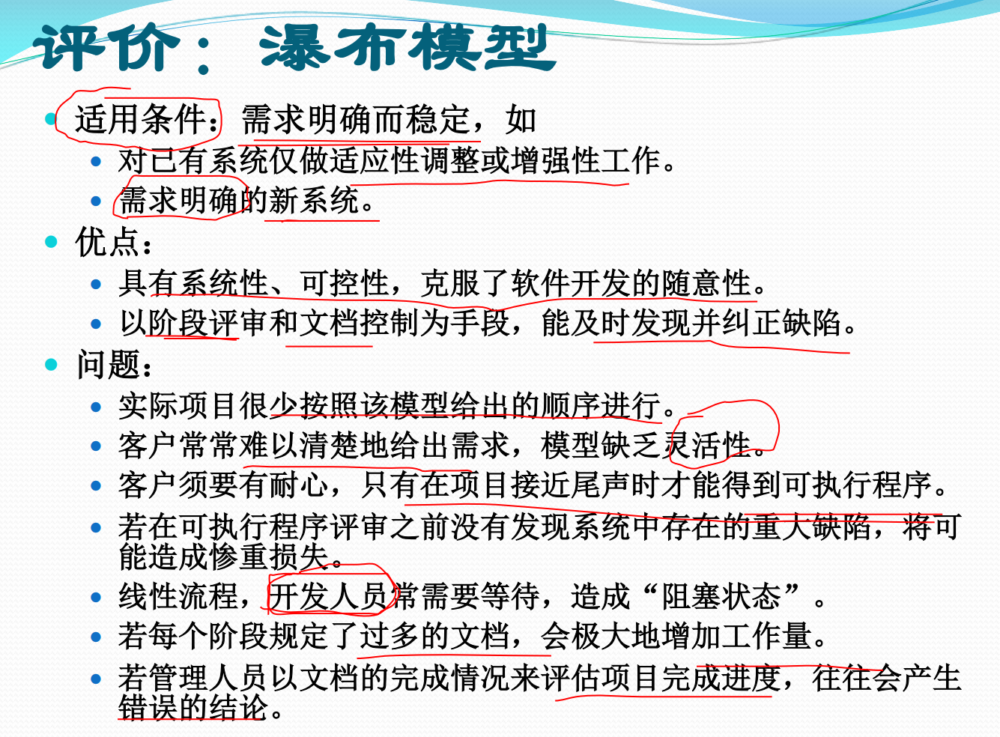 评价：瀑布模型
适用条件：需求明确而稳定，如
对已有系统仅做适应性调整或增强性工作。
需求明确的新系统。
优点：
具有系统性、可控性，克服了软件开发的随意性。
以阶段评审和文档控制为手段，能及时发现并纠正缺陷。
问题：
实际项目很少按照该模型给出的顺序进行。
客户常常难以清楚地给出需求，模型缺乏灵活性。
客户须要有耐心，只有在项目接近尾声时才能得到可执行程序。
若在可执行程序评审之前没有发现系统中存在的重大缺陷，将可
能造成惨重损失。
线性流程，开发人员常需要等待，造成“阻塞状态”。
若每个阶段规定了过多的文档，会极大地增加工作量。
若管理人员以文档的完成情况来评估项目完成进度，往往会产生
错误的结论。